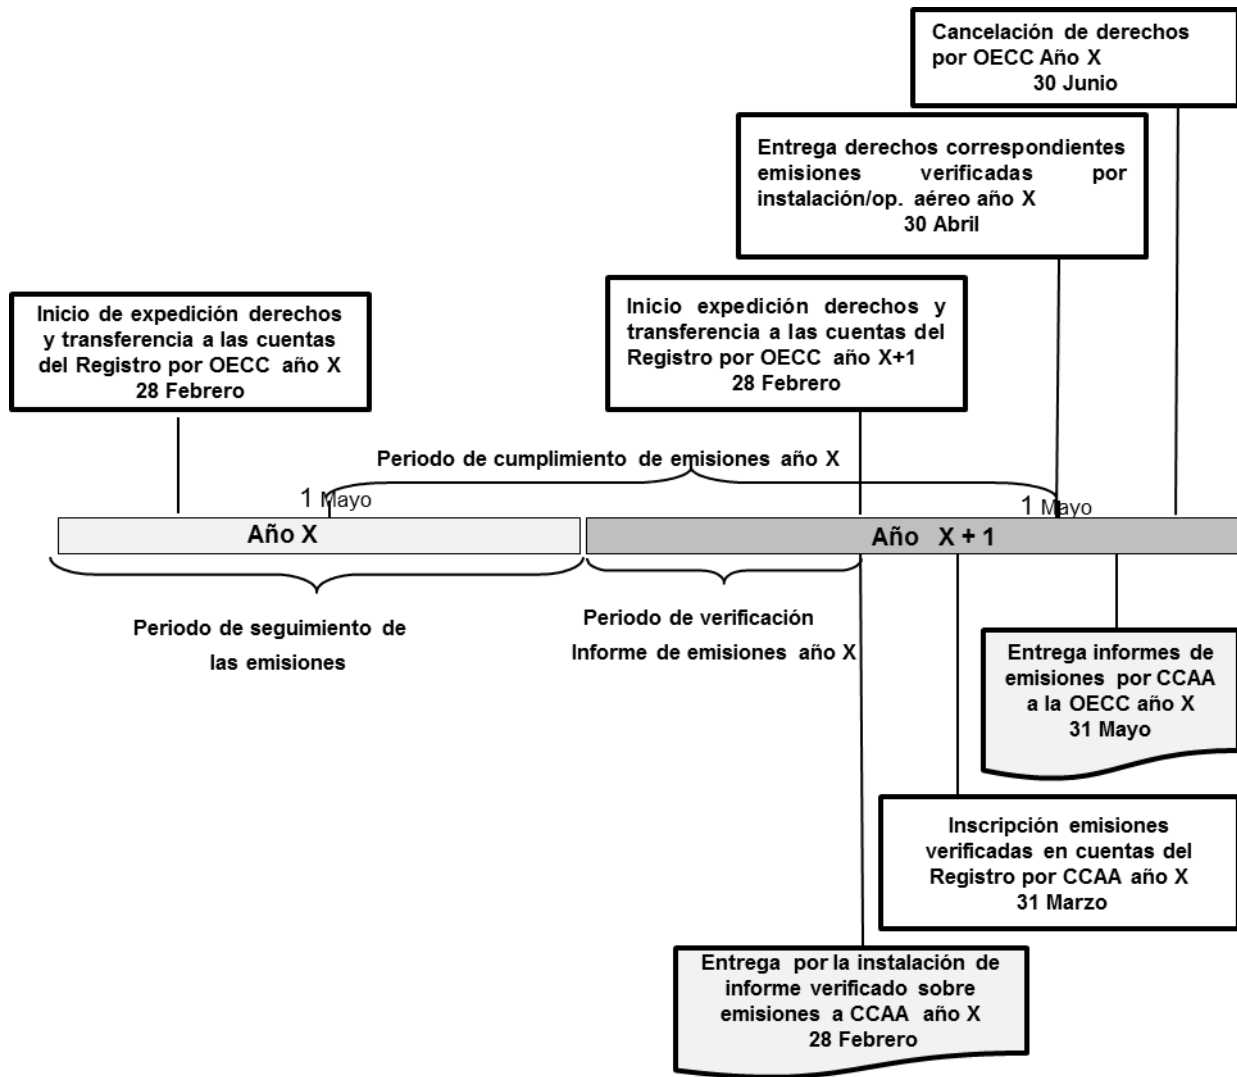 Cancelación de derechos
por OECC Año X
30 Junio
Entrega derechos correspondientes
emisiones verificadas por
instalación/op. aéreo año X
30 Abril
Inicio de expedición derechos
y transferencia a las cuentas
del Registro por OECC año X
28 Febrero
Inicio expedición derechos y
transferencia a las cuentas del
Registro por OECC año X+1
28 Febrero
Periodo de cumplimiento de emisiones año X
1 Mayo
1 Mayo
Año X
Año X + 1
Periodo de seguimiento de
las emisiones
Periodo de verificación
Informe de emisiones año X
Entrega informes de
emisiones por CCAA
a la OECC año X
31 Mayo
Inscripción emisiones
verificadas en cuentas del
Registro por CCAA año X
31 Marzo
Entrega por la instalación de
informe verificado sobre
emisiones a CCAA año X
28 Febrero